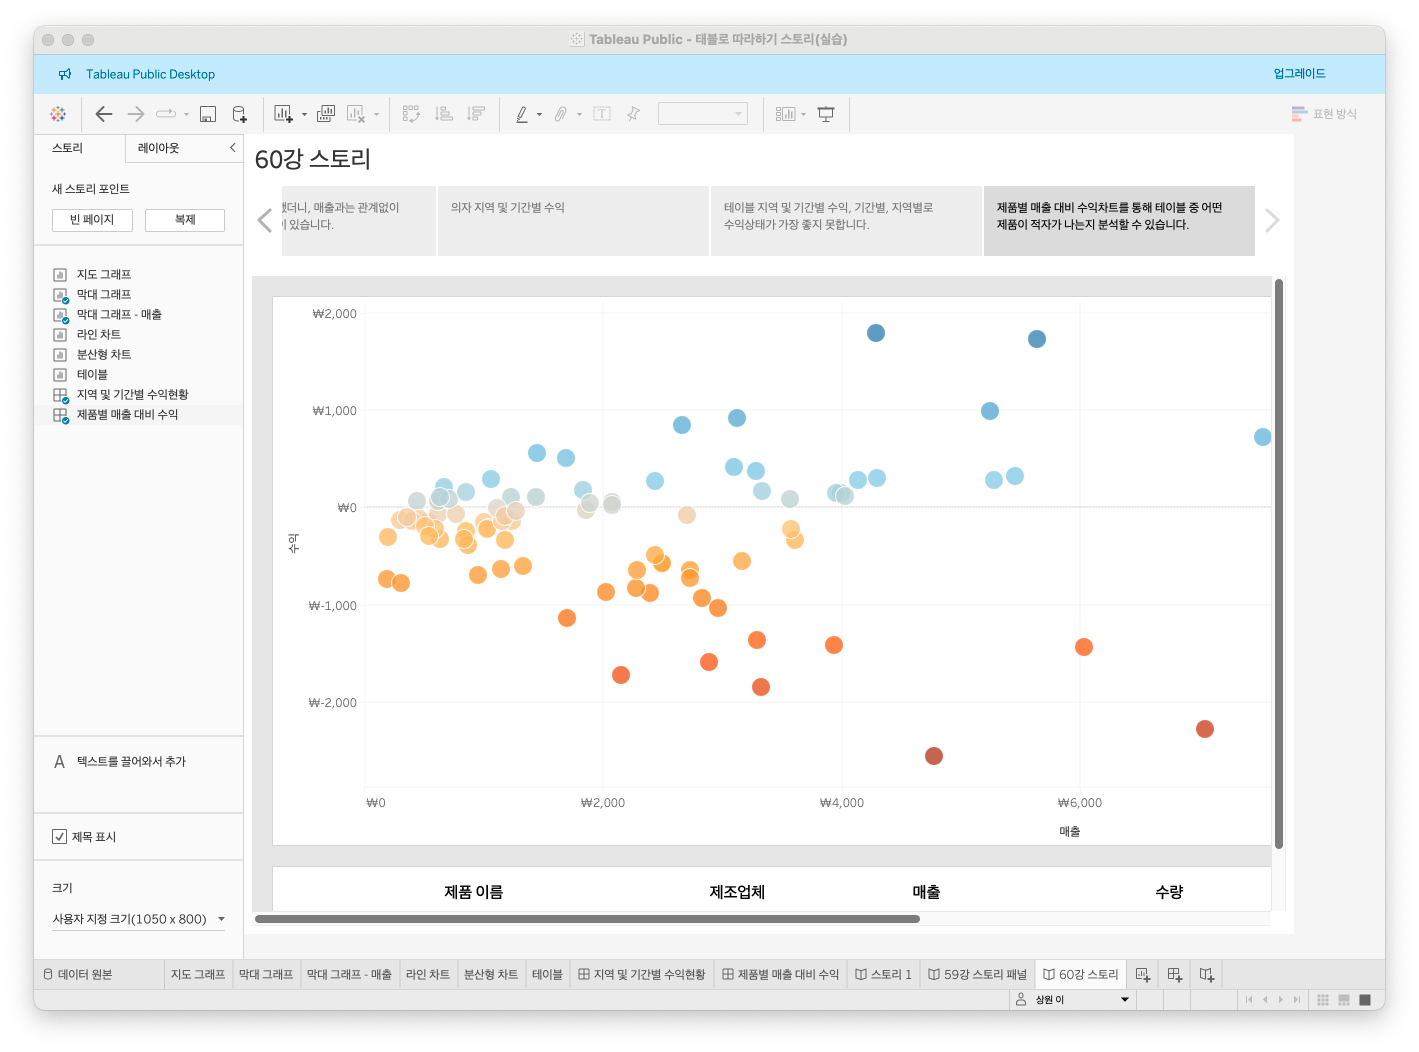 Tableau Public - 태블로 따라하기 스토리(실습)
Tableau Public Desktop
업그레이드
표현 방식
스토리
레이아웃
새 스토리 포인트
빈 페이지
복제
지도 그래프
막대 그래프
막대 그래프 - 매출
라인 차트
분산형 차트
테이블
지역 및 기간별 수익현황
제품별 매출 대비 수익
A 텍스트를 끌어와서 추가
제목 표시
크기
사용자 지정 크기(1050 x 800)
60강 스토리
했더니, 매출과는 관계없이
있습니다.
의자 지역 및 기간별 수익
테이블 지역 및 기간별 수익, 기간별, 지역별로
수익상태가 가장 좋지 못합니다.
제품별 매출 대비 수익차트를 통해 테이블 중 어떤
제품이 적자가 나는지 분석할 수 있습니다.
₩2,000
₩1,000
₩0
₩-1,000
₩-2,000
수익
₩0
₩2,000
₩4,000
₩6,000
매출
제품 이름
제조업체
매출
수량
데이터 원본
지도 그래프
막대 그래프
막대 그래프 - 매출
라인 차트
분산형 차트
테이블
지역 및 기간별 수익현황
제품별 매출 대비 수익
스토리 1
59강 스토리 패널
60강 스토리
상원 이